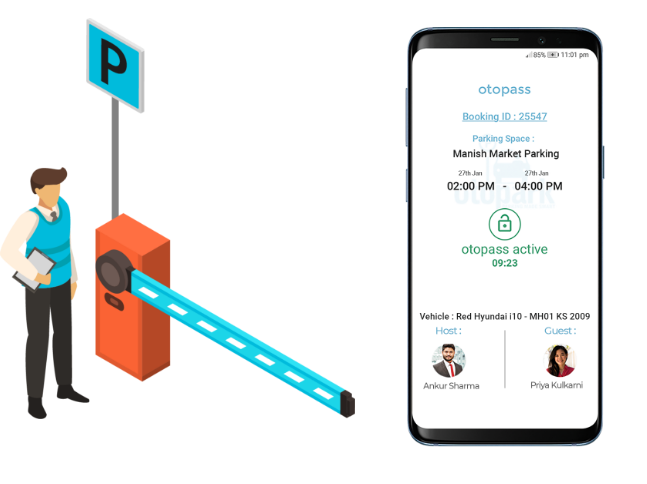 P
85% 11:01 pm
otopass
Booking ID : 25547
Parking Space :
Manish Market Parking
27th Jan 27th Jan
02:00 PM - 04:00 PM
otopark
otopass active
09:23
Vehicle : Red Hyundai i10 - MH01 KS 2009
Host : Guest :
Ankur Sharma Priya Kulkarni